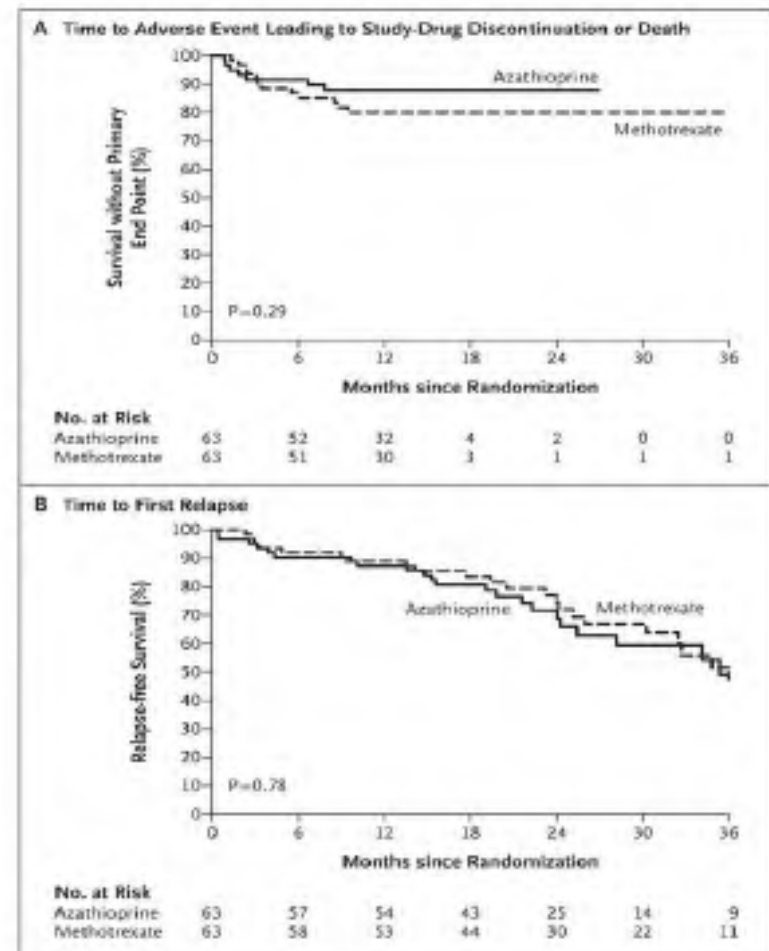 A Time to Adverse Event Leading to Study-Drug Discontinuation or Death
Survival without Primary
End Point (%)
100
90
80
70
60
50
40
30
20
10
0
Azathioprine
Methotrexate
P=0.29
0 6 12 18 24 30 36
Months since Randomization
No. at Risk
Azathioprine 63 52 32 4 2 0 0
Methotrexate 63 51 30 3 1 1 1
B Time to First Relapse
Relapse-free Survival (%)
100
90
80
70
60
50
40
30
20
10
0
Azathioprine Methotrexate
P=0.78
0 6 12 18 24 30 36
Months since Randomization
No. at Risk
Azathioprine 63 57 54 43 25 14 9
Methotrexate 63 58 53 44 30 22 11